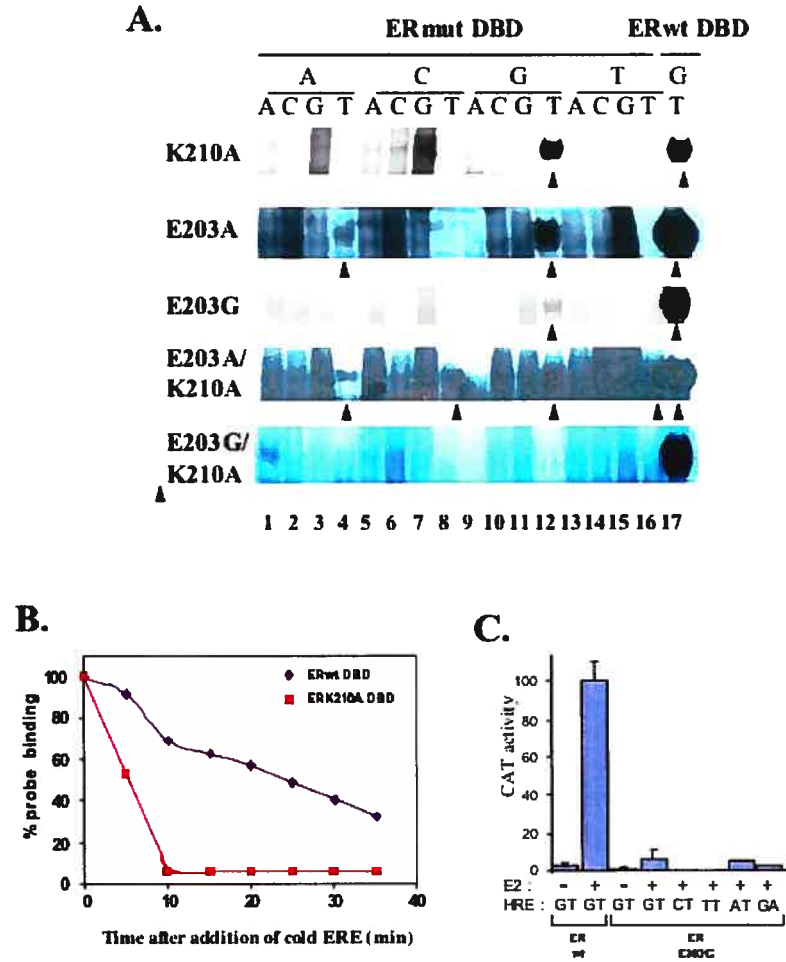 A.
ERmut DBD ERwt DBD
A C G T G
A C G T A C G T A C G T A C G T T
K210A
E203A
E203G
E203A/
K210A
E203G/
K210A
1 2 3 4 5 6 7 8 9 10 11 12 13 14 15 16 17
B.
ERwt DBD
ERK210A DBD
% probe binding
100
80
60
40
20
0
0 10 20 30 40
Time after addition of cold ERE (min)
C.
CAT activity
100
80
60
40
20
0
E2 : - + - + + + + +
HRE : GT GT GT GT CT TT AT GA
ER
wt
ER